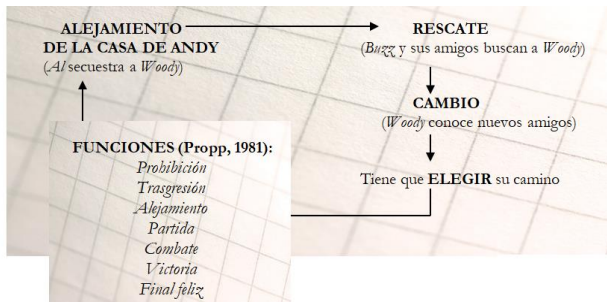 ALEJAMIENTO
DE LA CASA DE ANDY
(Al secuestra a Woody)
RESCATE
(Buzz y sus amigos buscan a Woody)
CAMBIO
(Woody conoce nuevos amigos)
Tiene que ELEGIR su camino
FUNCIONES (Propp, 1981):
Prohibición
Trasgresión
Alejamiento
Partida
Combate
Victoria
Final feliz